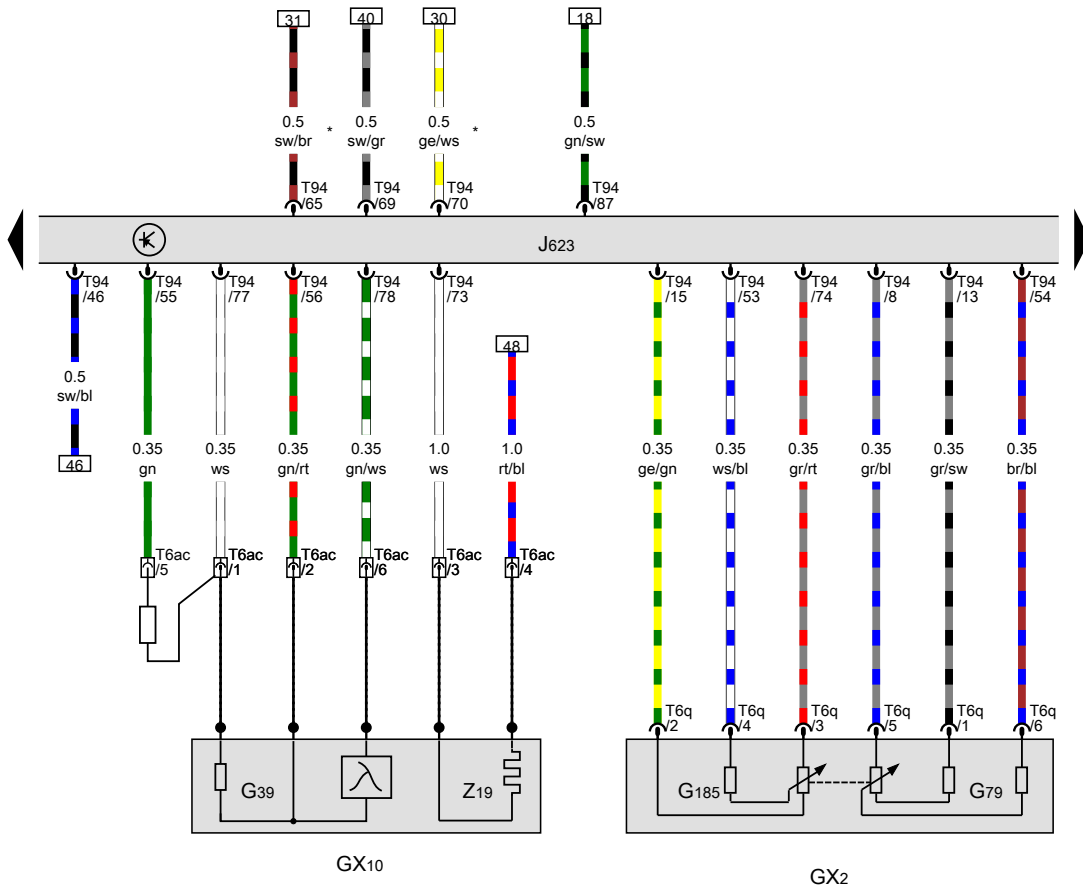 31
40
30
18
0.5
sw/br
*
0.5
sw/gr
0.5
ge/ws
*
0.5
gn/sw
T94
/65
T94
/69
T94
/70
T94
/87
J623
T94
/46
T94
/55
T94
/77
T94
/56
T94
/78
T94
/73
T94
/15
T94
/53
T94
/74
T94
/8
T94
/13
T94
/54
48
0.5
sw/bl
46
0.35
gn
0.35
ws
0.35
gn/rt
0.35
gn/ws
1.0
ws
1.0
rt/bl
0.35
ge/gn
0.35
ws/bl
0.35
gr/rt
0.35
gr/bl
0.35
gr/sw
0.35
br/bl
T6ac
/5
T6ac
/1
T6ac
/2
T6ac
/6
T6ac
/3
T6ac
/4
T6q
/2
T6q
/4
T6q
/3
T6q
/5
T6q
/1
T6q
/6
G39
Z19
G185
G79
GX10
GX2